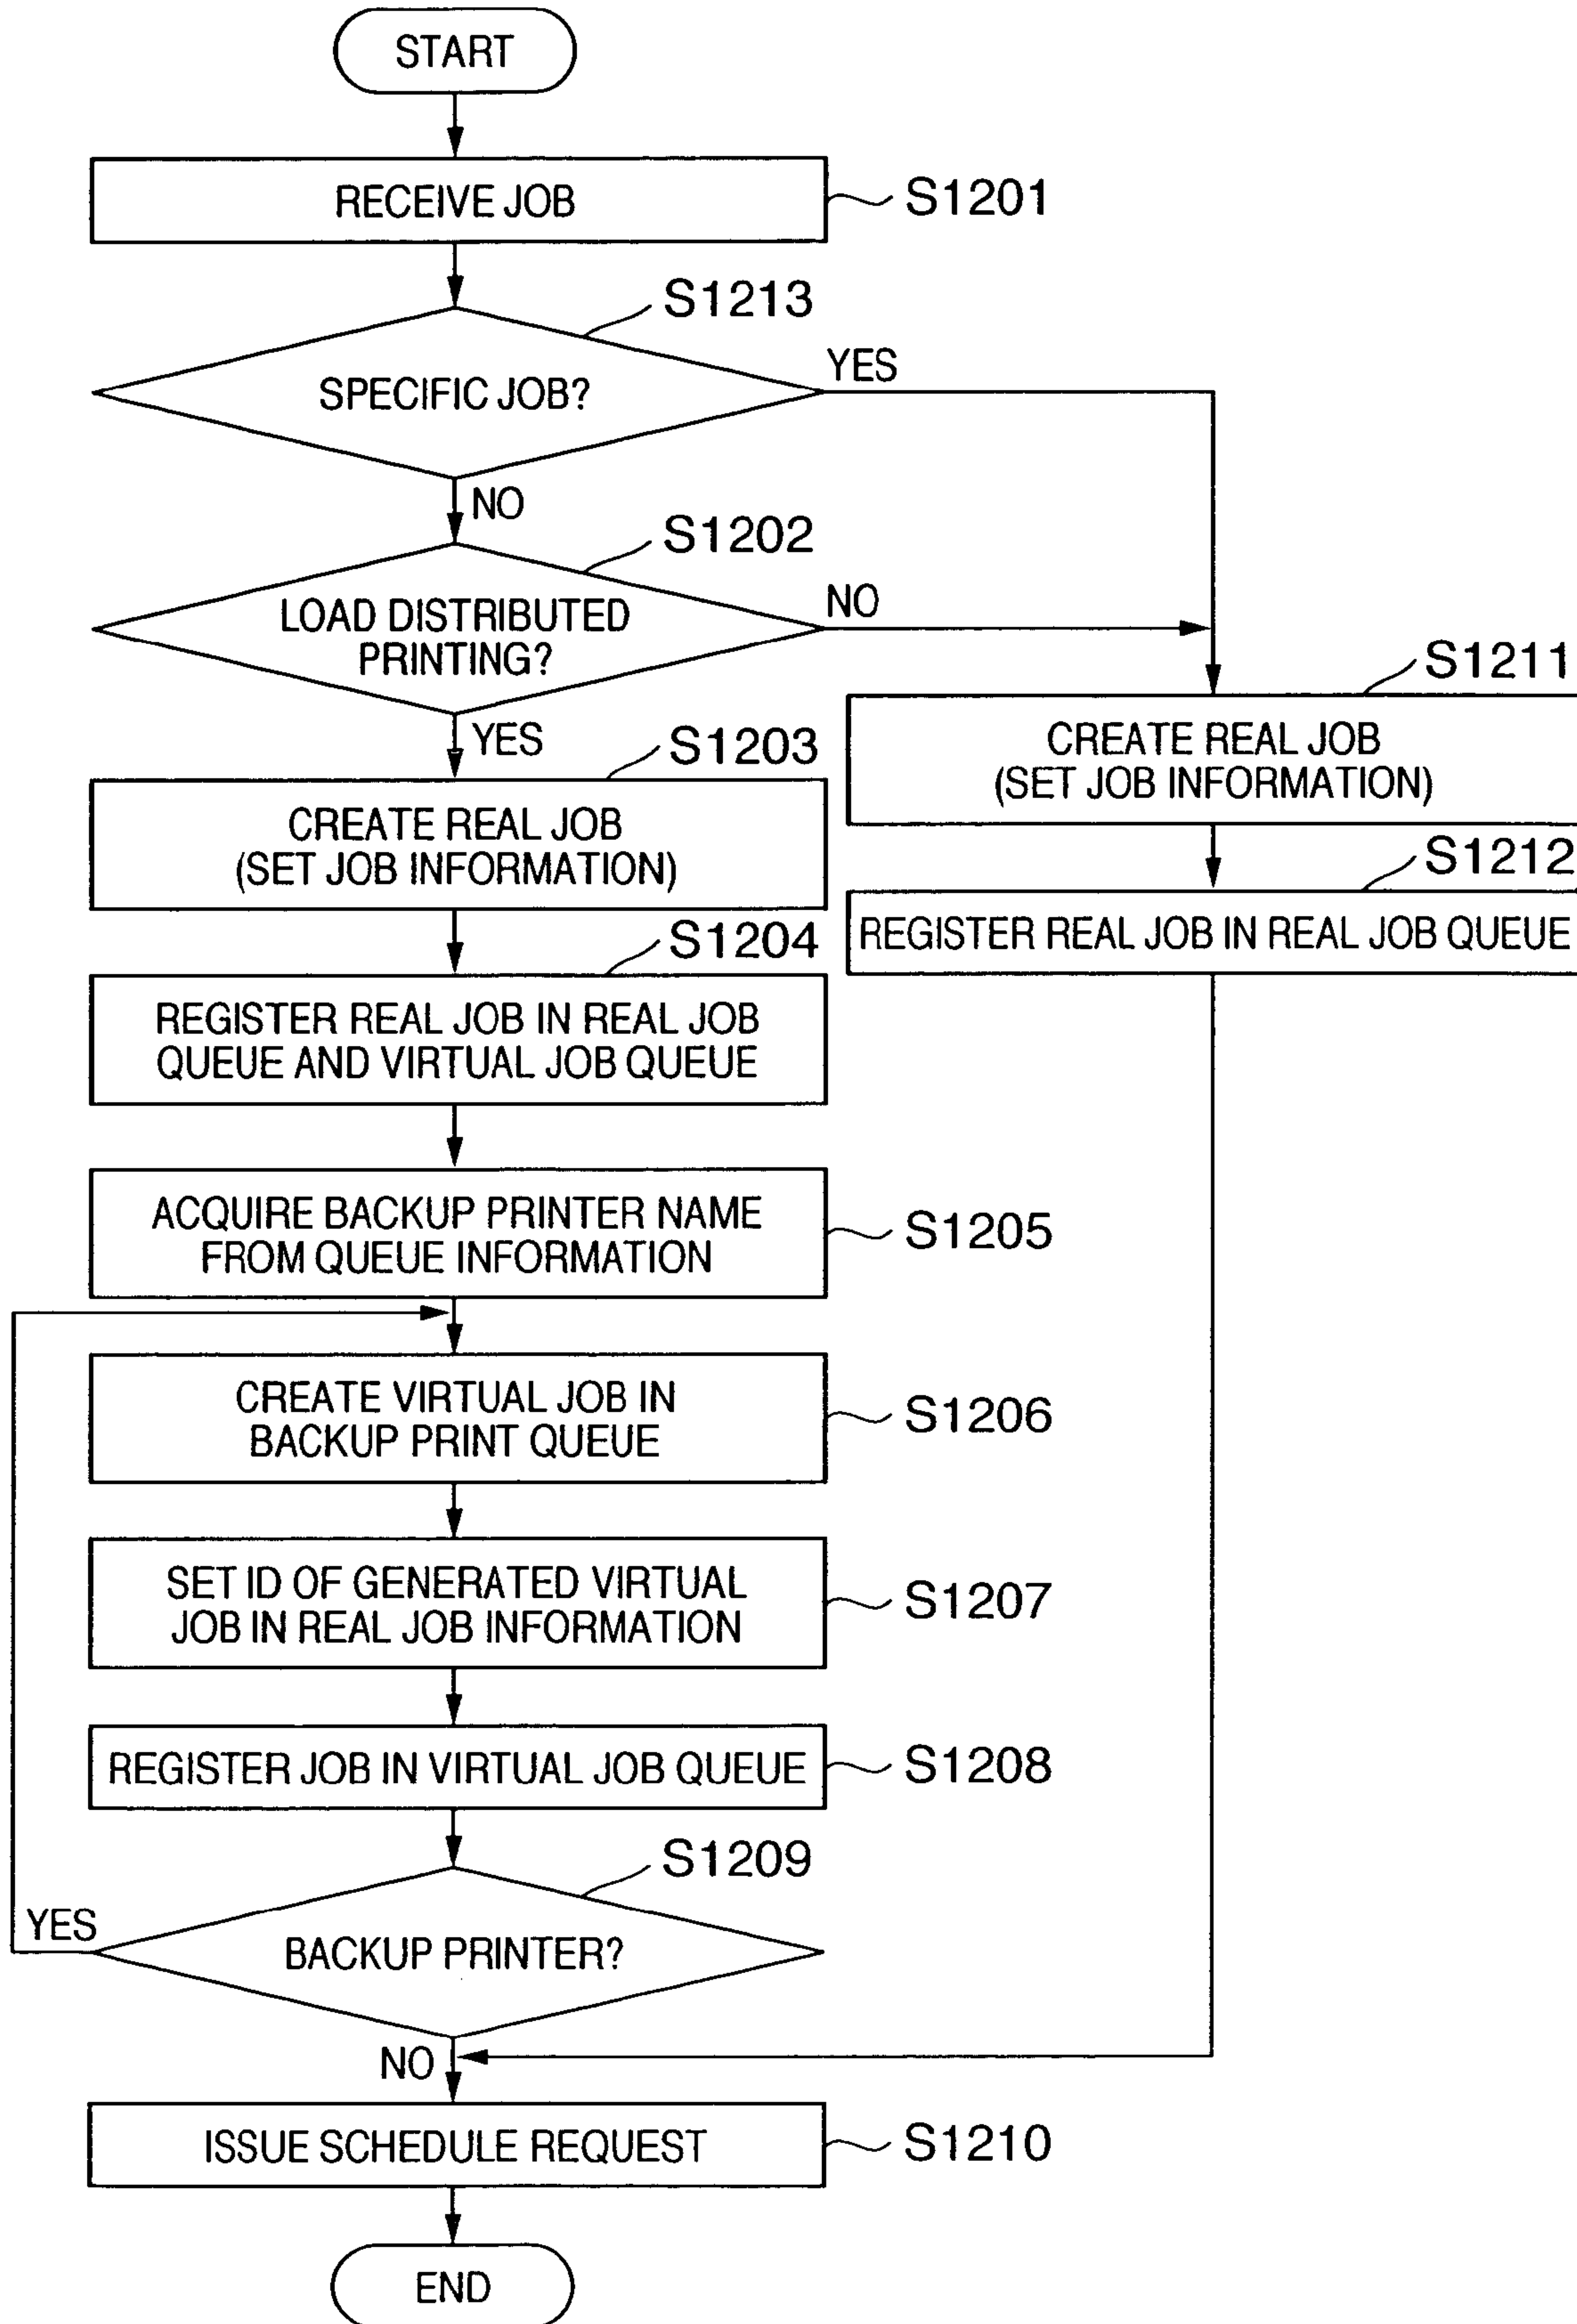 START
RECEIVE JOB
S1201
S1213
SPECIFIC JOB?
YES
NO
S1202
LOAD DISTRIBUTED
PRINTING?
NO
YES
S1211
CREATE REAL JOB
(SET JOB INFORMATION)
S1212
REGISTER REAL JOB IN REAL JOB QUEUE
S1203
CREATE REAL JOB
(SET JOB INFORMATION)
S1204
REGISTER REAL JOB IN REAL JOB
QUEUE AND VIRTUAL JOB QUEUE
ACQUIRE BACKUP PRINTER NAME
FROM QUEUE INFORMATION
S1205
CREATE VIRTUAL JOB IN
BACKUP PRINT QUEUE
S1206
SET ID OF GENERATED VIRTUAL
JOB IN REAL JOB INFORMATION
S1207
REGISTER JOB IN VIRTUAL JOB QUEUE
S1208
S1209
YES
BACKUP PRINTER?
NO
ISSUE SCHEDULE REQUEST
S1210
END